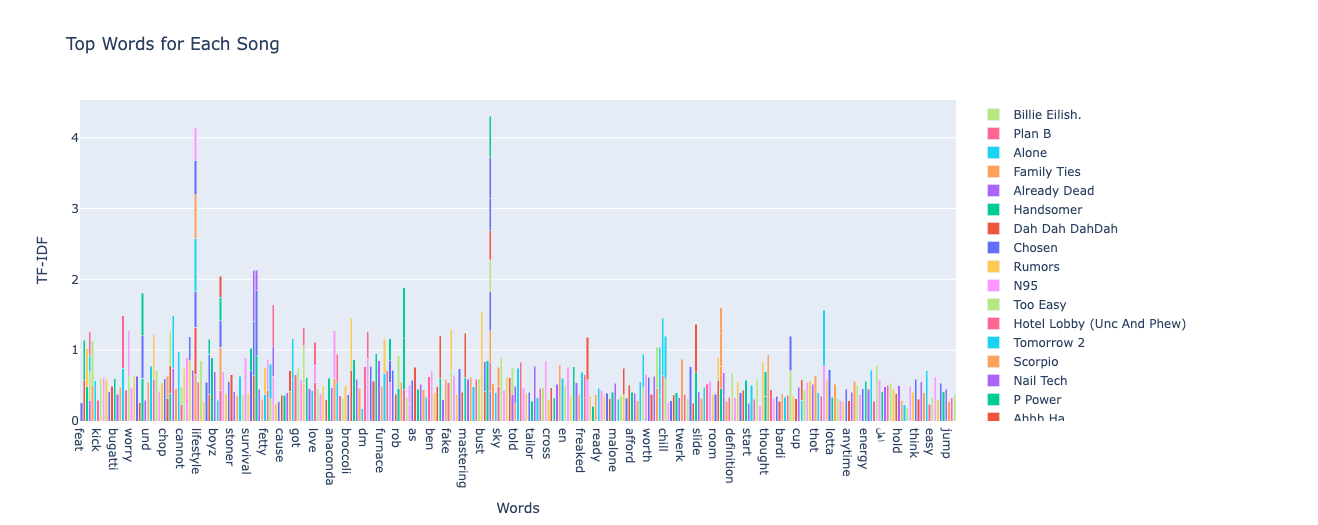 Top Words for Each Song
TF-IDF
4
3
2
1
0
feat
kick
bugatti
worry
und
chop
cannot
lifestyle
boyz
stoner
survival
fetty
cause
got
love
anaconda
broccoli
dm
furnace
rob
as
ben
fake
mastering
bust
sky
told
tailor
cross
en
freaked
ready
malone
afford
worth
chill
twerk
slide
room
definition
start
thought
bardi
cup
thot
lotta
anytime
energy
اهل
hold
think
easy
jump
Words
Billie Eilish.
Plan B
Alone
Family Ties
Already Dead
Handsomer
Dah Dah DahDah
Chosen
Rumors
N95
Too Easy
Hotel Lobby (Unc And Phew)
Tomorrow 2
Scorpio
Nail Tech
P Power
Ahhh Ha